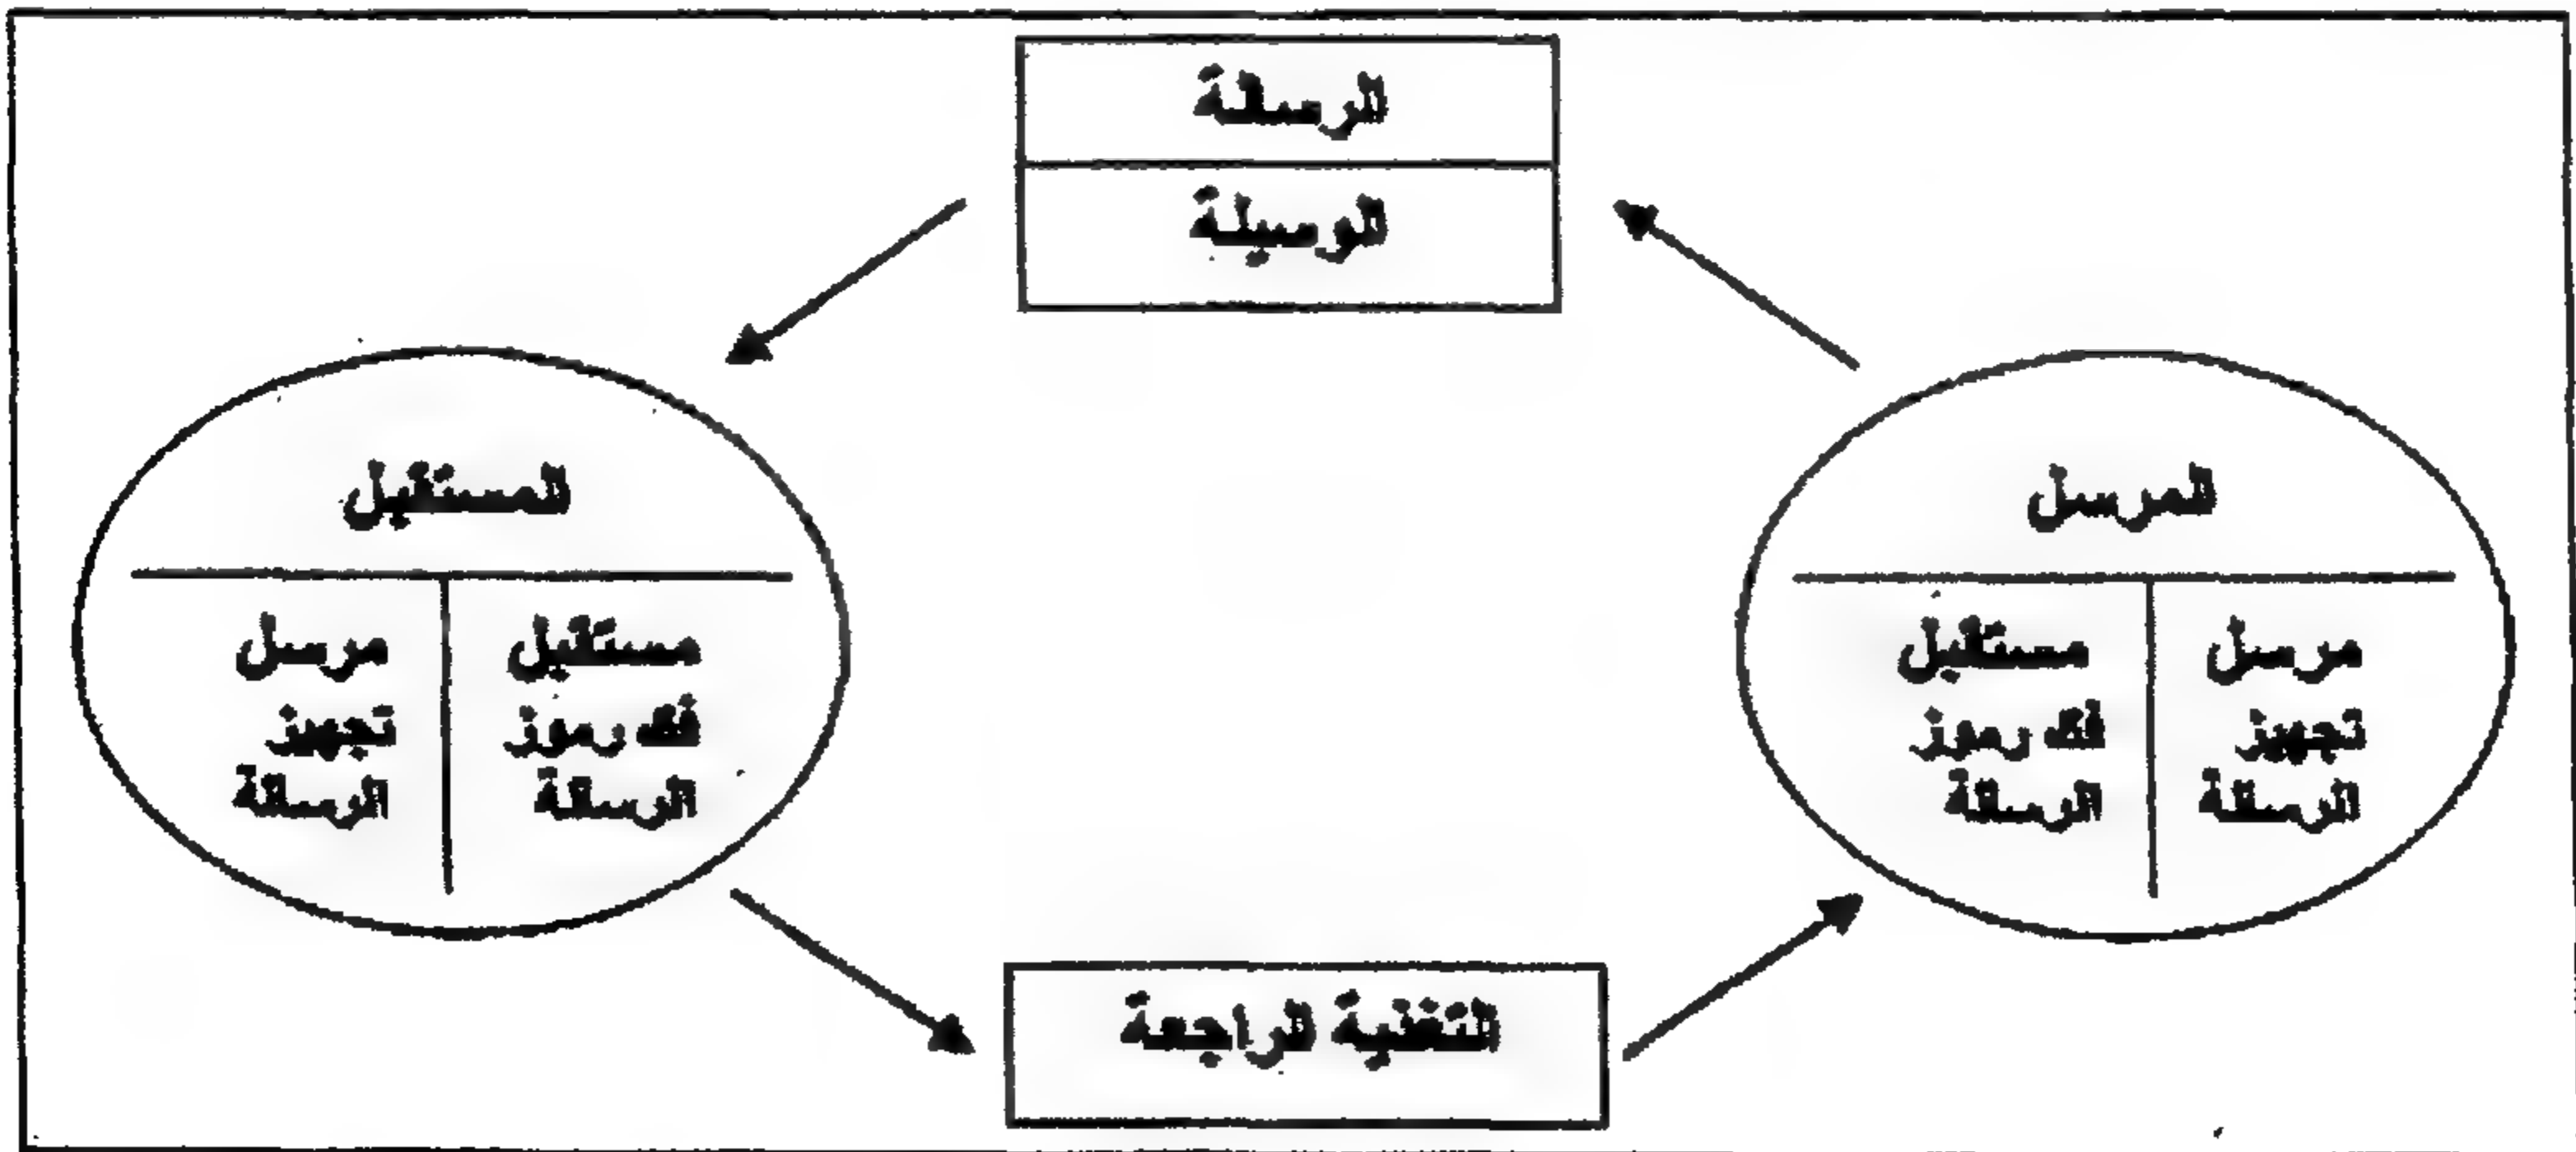 الرسالة
الوسيلة
المرسل
مرسل
تجهيز
الرسالة
مستقبل
فك رموز
الرسالة
المستقبل
مستقبل
فك رموز
الرسالة
مرسل
تجهيز
الرسالة
التغذية الراجعة